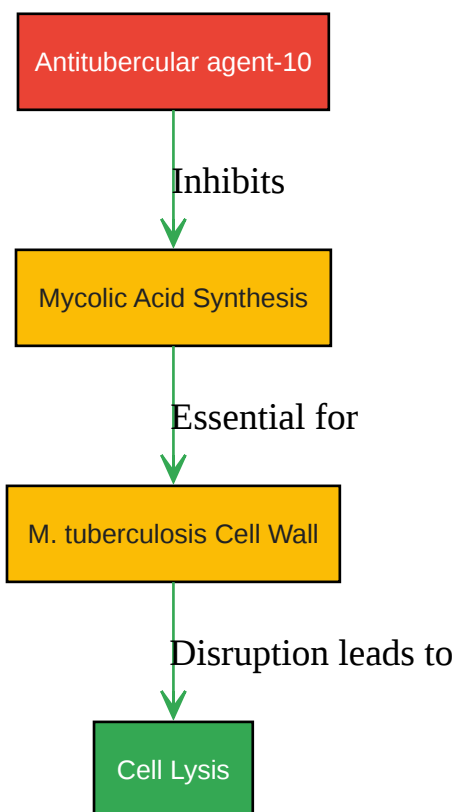 Antitubercular agent-10
Inhibits
Mycolic Acid Synthesis
Essential for
M. tuberculosis Cell Wall
Disruption leads to
Cell Lysis